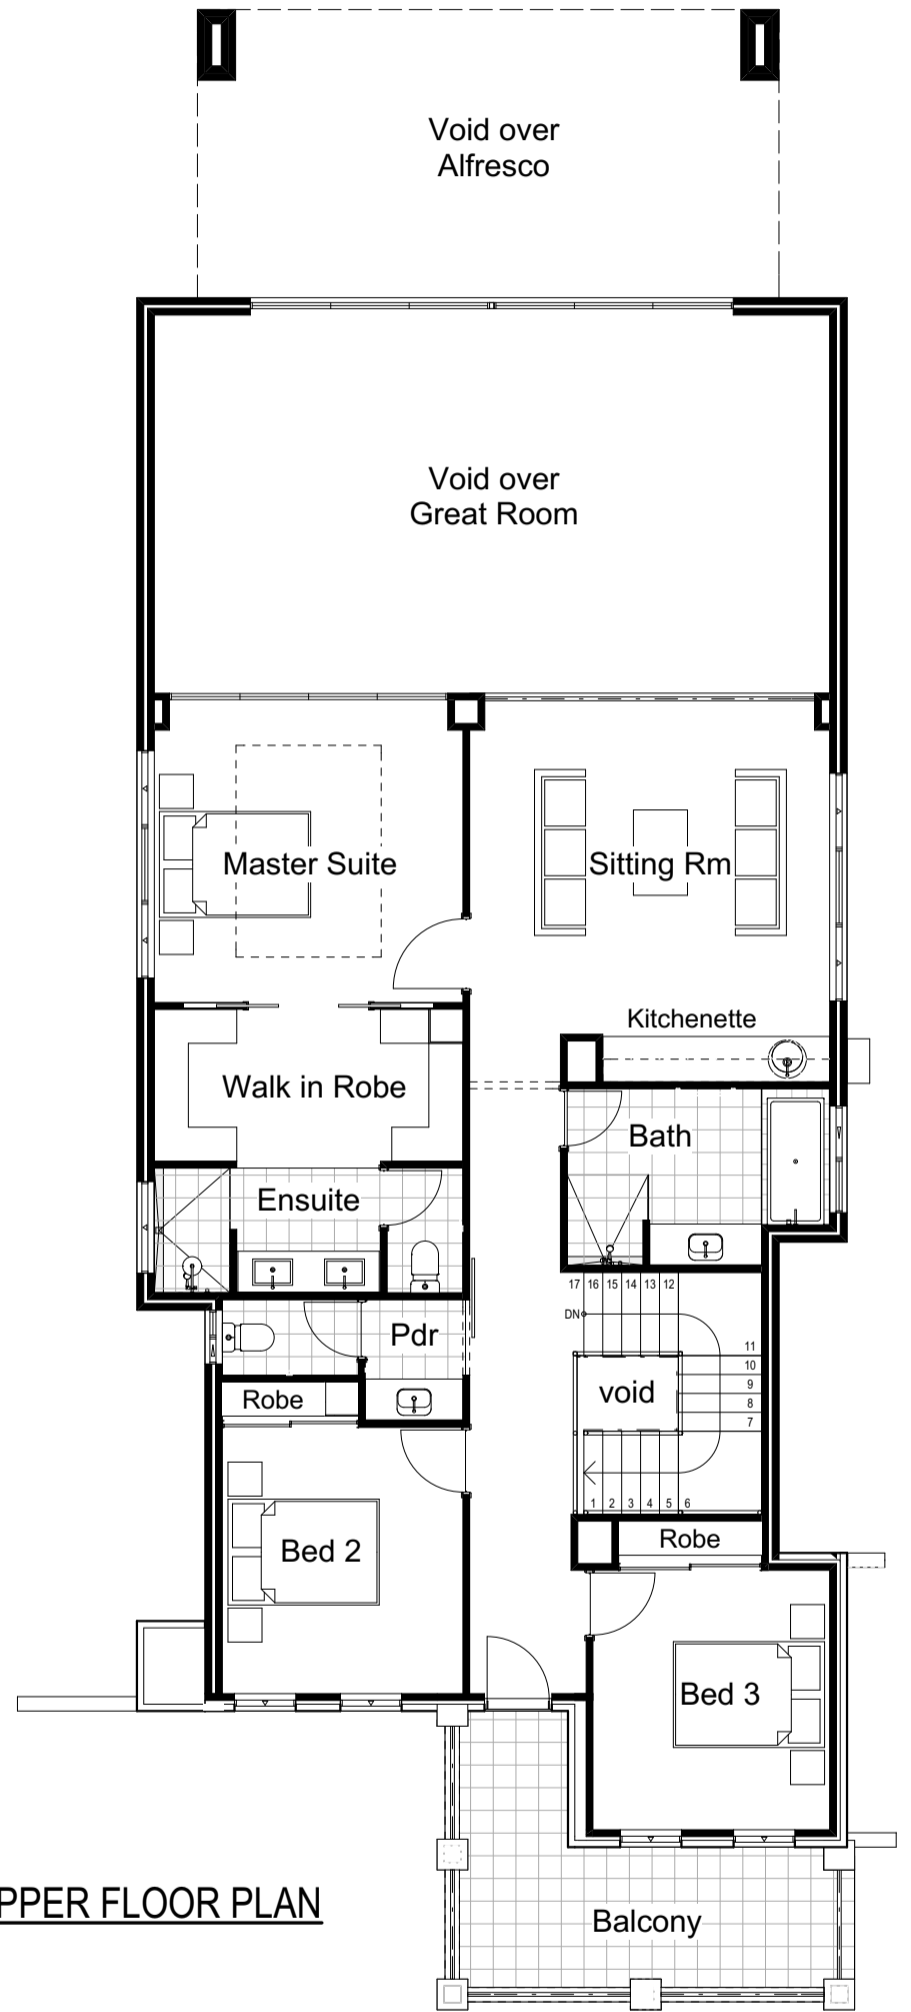 Void over
Alfresco
Void over
Great Room
Master Suite
Sitting Rm
Kitchenette
Walk in Robe
Bath
Ensuite
17 16 15 14 13 12
DN
Pdr
11
10
9
8
7
void
Robe
1 2 3 4 5 6
Robe
Bed 2
Bed 3
PPER FLOOR PLAN
Balcony